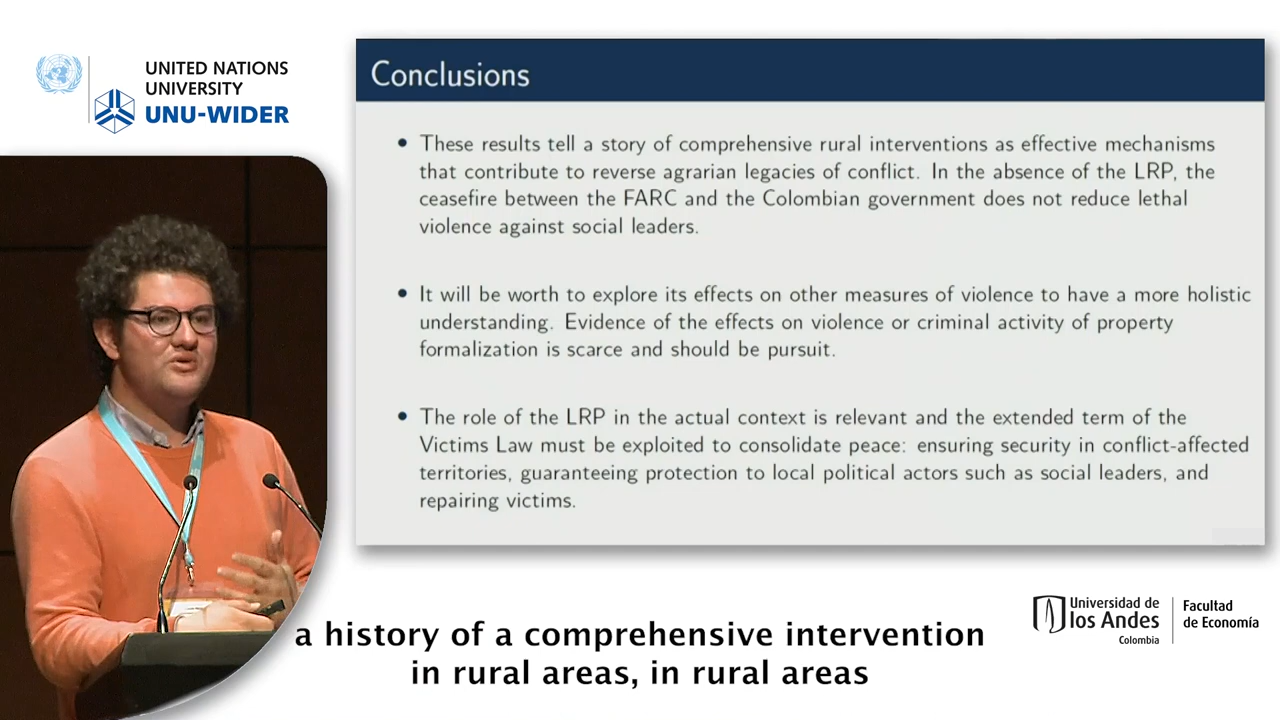 UNITED NATIONS
UNIVERSITY
UNU-WIDER
Conclusions
• These results tell a story of comprehensive rural interventions as effective mechanisms
that contribute to reverse agrarian legacies of conflict. In the absence of the LRP, the
ceasefire between the FARC and the Colombian government does not reduce lethal
violence against social leaders.
• It will be worth to explore its effects on other measures of violence to have a more holistic
understanding. Evidence of the effects on violence or criminal activity of property
formalization is scarce and should be pursuit.
• The role of the LRP in the actual context is relevant and the extended term of the
Victims Law must be exploited to consolidate peace: ensuring security in conflict-affected
territories, guaranteeing protection to local political actors such as social leaders, and
repairing victims.
Universidad de
los Andes
Colombia
Facultad
de Economía
a history of a comprehensive intervention
in rural areas, in rural areas